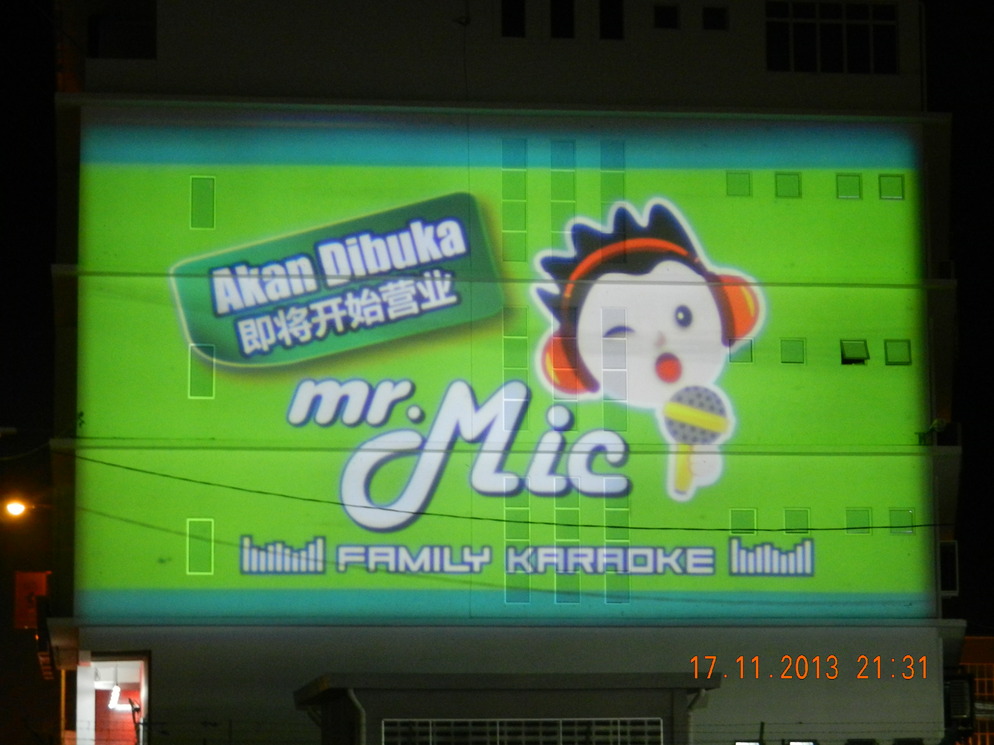 Akan Dibuka
即将开始营业
mr.
Mic
FAMILY KARAOKE
17.11.2013 21:31